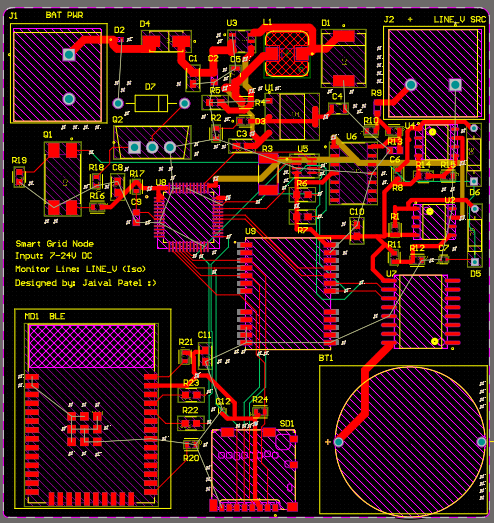 J1
BAT PWR
D2
D4
U3
L1
D1
J2
+
LINE_V SRC
C1
C2
C5
D7
R5
R4
U1
C4
R9
Q2
R2
D3
C3
R10
U4
R13
Q1
R3
U5
U6
R19
R18
C8
R17
U8
R6
C6
R14
R8
D6
R16
C9
R7
C10
R1
U2
U9
R11
R12
C7
D5
U7
Smart Grid Node
Input: 7-24V DC
Monitor Line: LINE_V (Iso)
Designed by: Jaival Patel :)
MD1 BLE
R21
C11
BT1
R23
C12
R24
R22
SD1
R20
+